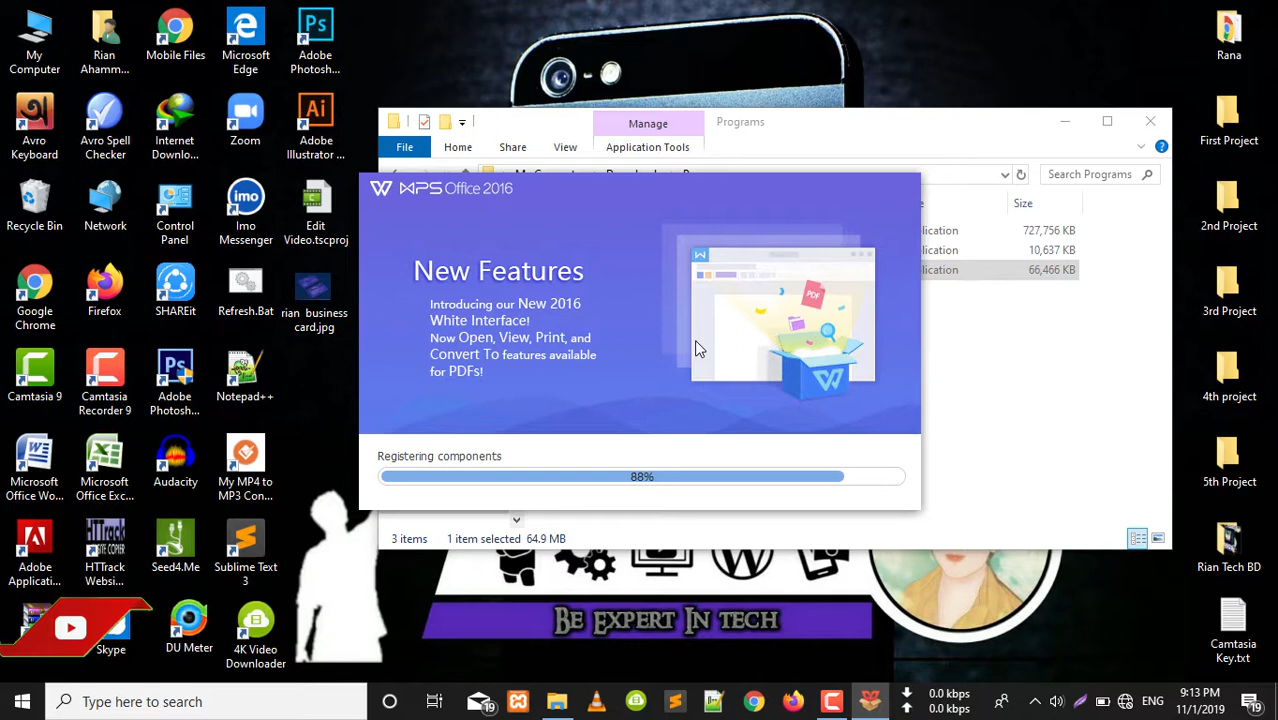 My
Computer
Rian
Ahamm...
Mobile Files
Microsoft
Edge
Adobe
Photosh...
Avro
Keyboard
Avro Spell
Checker
Internet
Downlo...
Zoom
Adobe
Illustrator ...
Recycle Bin
Network
Control
Panel
Imo
Messenger
Edit
Video.tscproj
Google
Chrome
Firefox
SHAREit
Refresh.Bat
rian business
card.jpg
Camtasia 9
Camtasia
Recorder 9
Adobe
Photosh...
Notepad++
Microsoft
Office Wo...
Microsoft
Office Exc...
Audacity
My MP4 to
MP3 Con...
Adobe
Applicati...
HTTrack
Websi...
Seed4.Me
Sublime Text
3
Skype
DU Meter
4K Video
Downloader
Manage
Programs
File
Home
Share
View
Application Tools
Search Programs
Size
plication
727,756 KB
plication
10,637 KB
plication
66,466 KB
WPS Office 2016
New Features
Introducing our New 2016
White Interface!
Now Open, View, Print, and
Convert To features available
for PDFs!
PDF
Registering components
88%
3 items
1 item selected 64.9 MB
Be Expert In tech
Rana
First Project
2nd Project
3rd Project
4th project
5th Project
Rian Tech BD
Camtasia
Key.txt
Type here to search
19
0.0 kbps
0.0 kbps
ENG
9:13 PM
11/1/2019
19